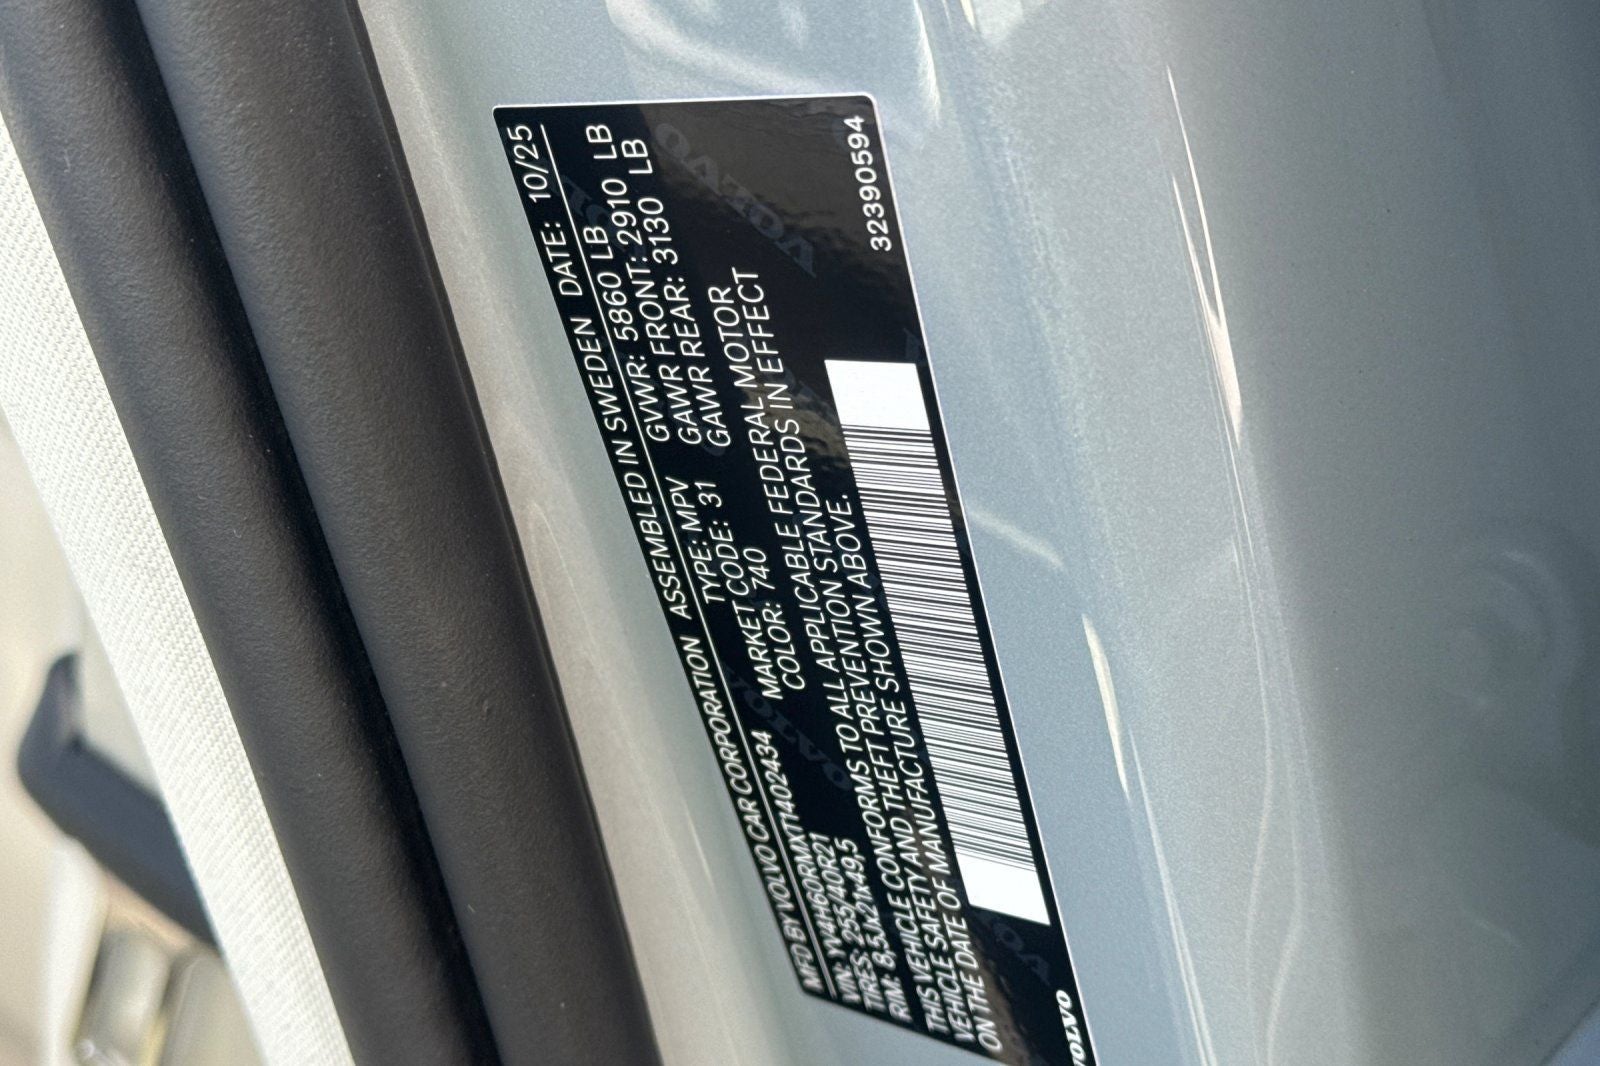 MFD BY VOLVO CAR CORPORATION ASSEMBLED IN SWEDEN DATE: 10/25
VIN: YV4H60RMXT1402434 TYPE: MPV GVWR: 5860 LB
TIRES: 255/40R21 MARKET CODE: 31 GAWR FRONT: 2910 LB
RIM: 8,5Jx21x49,5 COLOR: 740 GAWR REAR: 3130 LB
THIS VEHICLE CONFORMS TO ALL APPLICABLE FEDERAL MOTOR
VEHICLE SAFETY AND THEFT PREVENTION STANDARDS IN EFFECT
ON THE DATE OF MANUFACTURE SHOWN ABOVE.
VOLVO
32390594